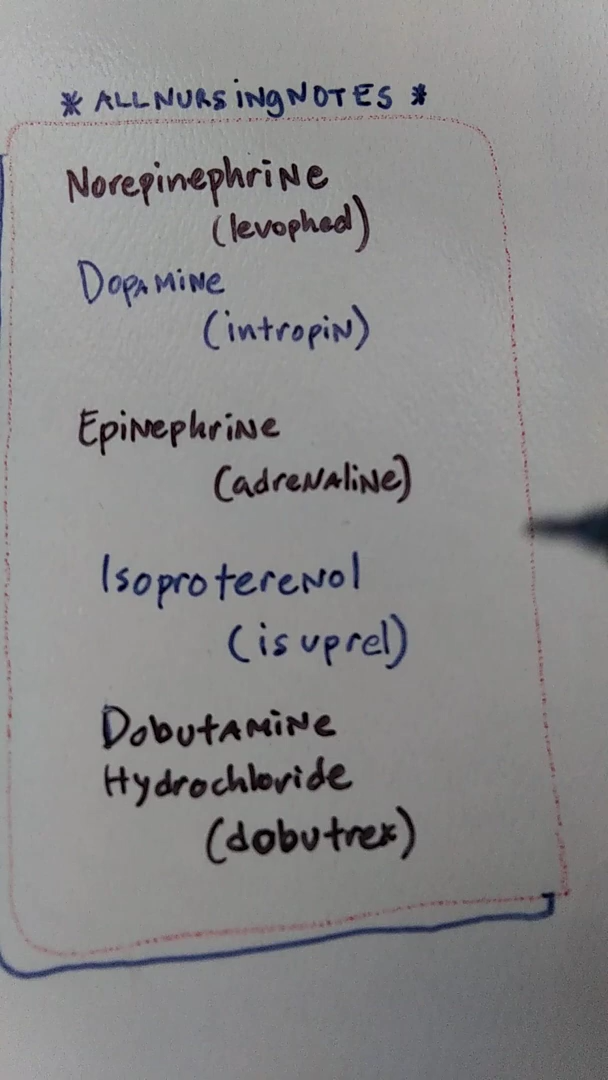 * ALLNURSINGNOTES *
Norepinephrine
(levophed)
Dopamine
(intropin)
Epinephrine
(adrenaline)
Isoproterenol
(isuprel)
Dobutamine
Hydrochloride
(dobutrex)